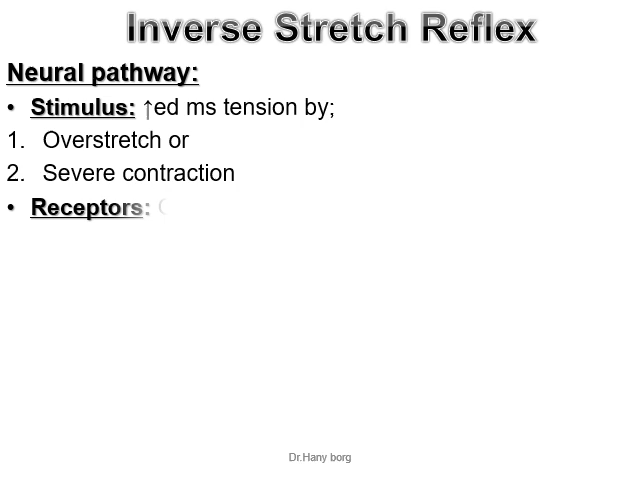 Inverse Stretch Reflex
Neural pathway:
• Stimulus: ↑ed ms tension by;
1. Overstretch or
2. Severe contraction
• Receptors:
Dr.Hany borg